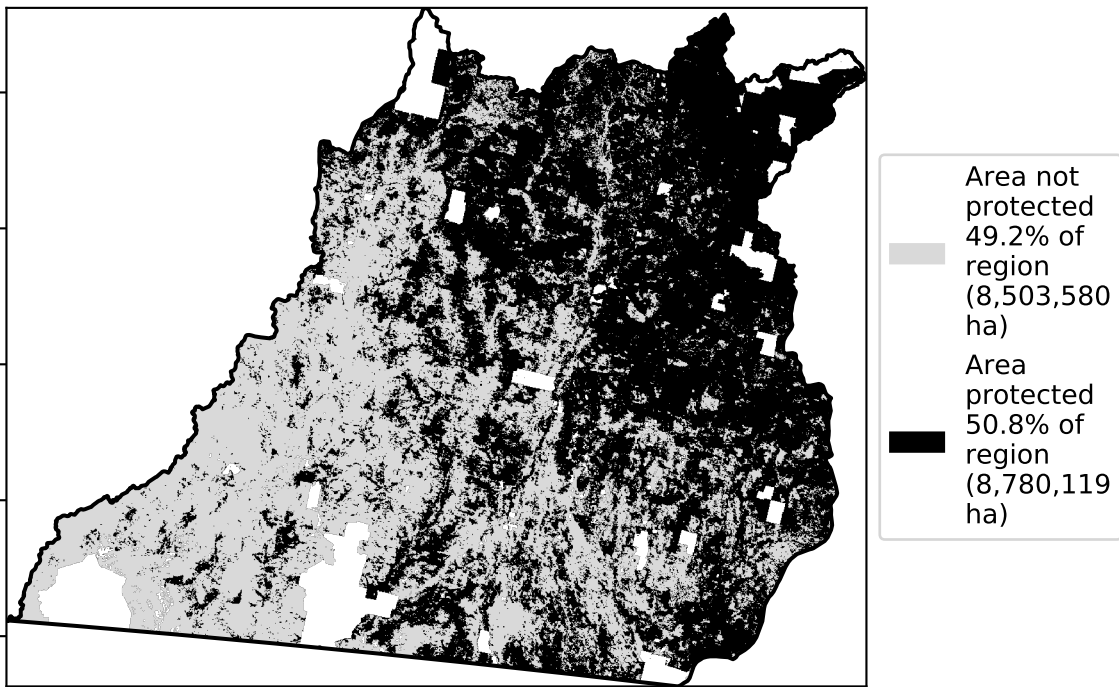 Area not
protected
49.2% of
region
(8,503,580
ha)
Area
protected
50.8% of
region
(8,780,119
ha)